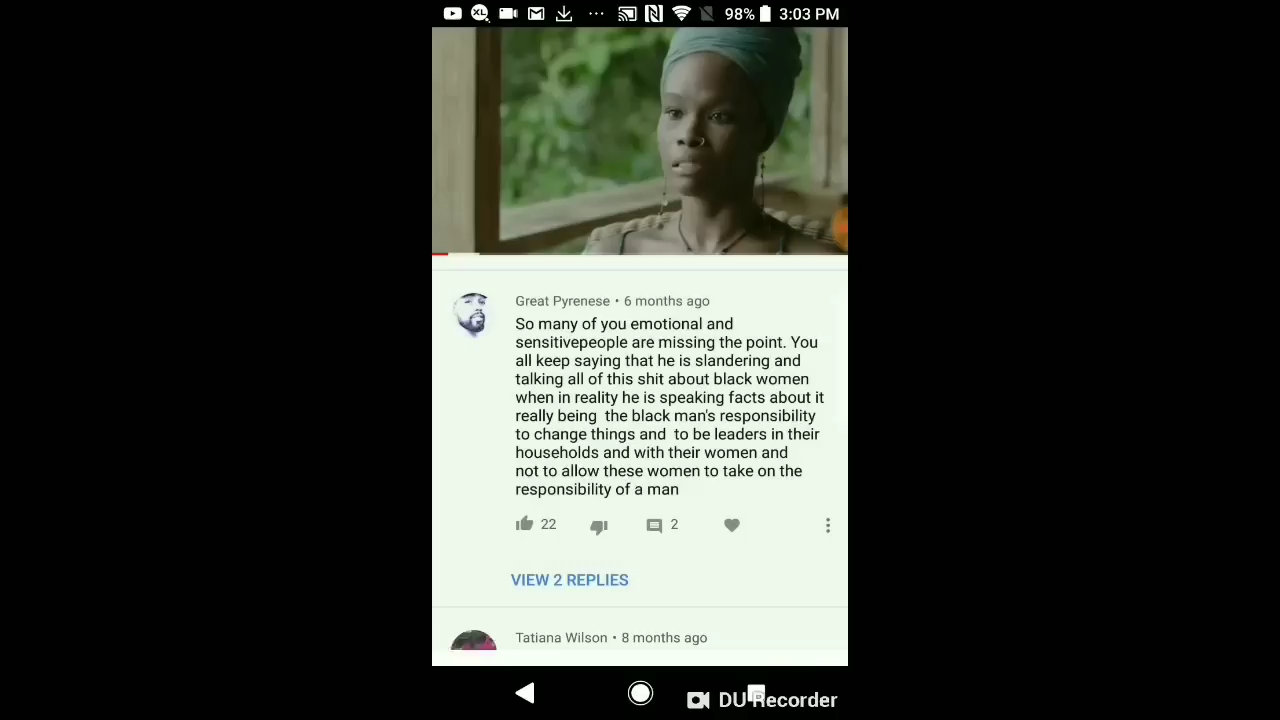 XL
98% 3:03 PM
Great Pyrenese • 6 months ago
So many of you emotional and
sensitivepeople are missing the point. You
all keep saying that he is slandering and
talking all of this shit about black women
when in reality he is speaking facts about it
really being  the black man's responsibility
to change things and  to be leaders in their
households and with their women and
not to allow these women to take on the
responsibility of a man
22
2
VIEW 2 REPLIES
Tatiana Wilson • 8 months ago
DU Recorder